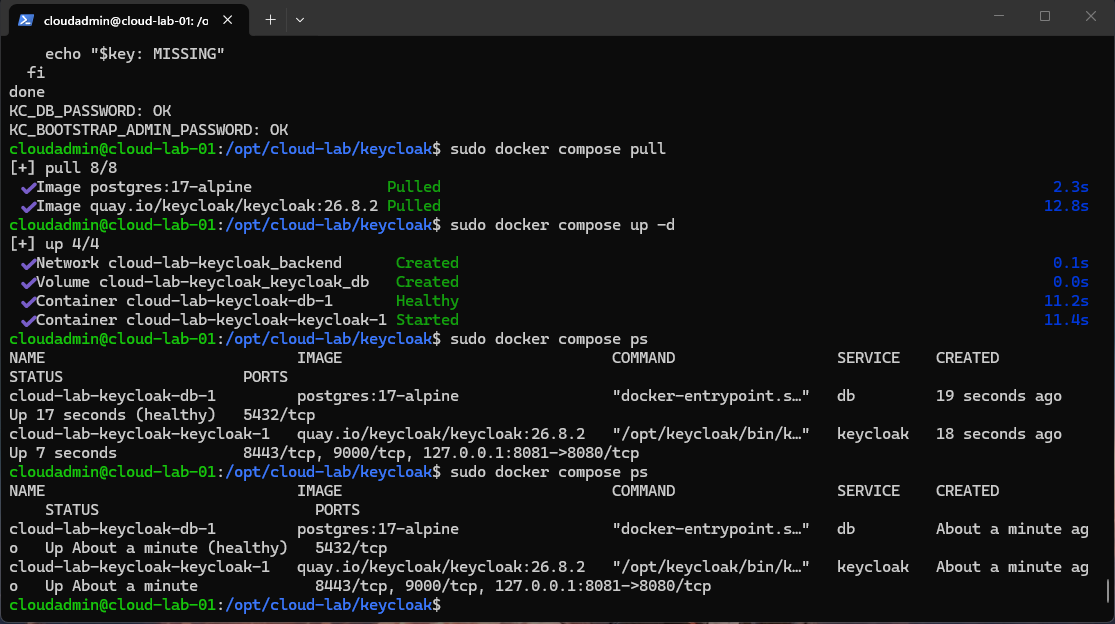 cloudadmin@cloud-lab-01: /o
    echo "$key: MISSING"
  fi
done
KC_DB_PASSWORD: OK
KC_BOOTSTRAP_ADMIN_PASSWORD: OK
cloudadmin@cloud-lab-01:/opt/cloud-lab/keycloak$ sudo docker compose pull
[+] pull 8/8
 ✔Image postgres:17-alpine               Pulled 2.3s
 ✔Image quay.io/keycloak/keycloak:26.8.2 Pulled 12.8s
cloudadmin@cloud-lab-01:/opt/cloud-lab/keycloak$ sudo docker compose up -d
[+] up 4/4
 ✔Network cloud-lab-keycloak_backend      Created 0.1s
 ✔Volume cloud-lab-keycloak_keycloak_db   Created 0.0s
 ✔Container cloud-lab-keycloak-db-1       Healthy 11.2s
 ✔Container cloud-lab-keycloak-keycloak-1 Started 11.4s
cloudadmin@cloud-lab-01:/opt/cloud-lab/keycloak$ sudo docker compose ps
NAME                            IMAGE                              COMMAND                  SERVICE    CREATED
STATUS                    PORTS
cloud-lab-keycloak-db-1         postgres:17-alpine                 "docker-entrypoint.s…"   db         19 seconds ago
Up 17 seconds (healthy)   5432/tcp
cloud-lab-keycloak-keycloak-1   quay.io/keycloak/keycloak:26.8.2   "/opt/keycloak/bin/k…"   keycloak   18 seconds ago
Up 7 seconds              8443/tcp, 9000/tcp, 127.0.0.1:8081->8080/tcp
cloudadmin@cloud-lab-01:/opt/cloud-lab/keycloak$ sudo docker compose ps
NAME                            IMAGE                              COMMAND                  SERVICE    CREATED
    STATUS                        PORTS
cloud-lab-keycloak-db-1         postgres:17-alpine                 "docker-entrypoint.s…"   db         About a minute ag
o   Up About a minute (healthy)   5432/tcp
cloud-lab-keycloak-keycloak-1   quay.io/keycloak/keycloak:26.8.2   "/opt/keycloak/bin/k…"   keycloak   About a minute ag
o   Up About a minute             8443/tcp, 9000/tcp, 127.0.0.1:8081->8080/tcp
cloudadmin@cloud-lab-01:/opt/cloud-lab/keycloak$